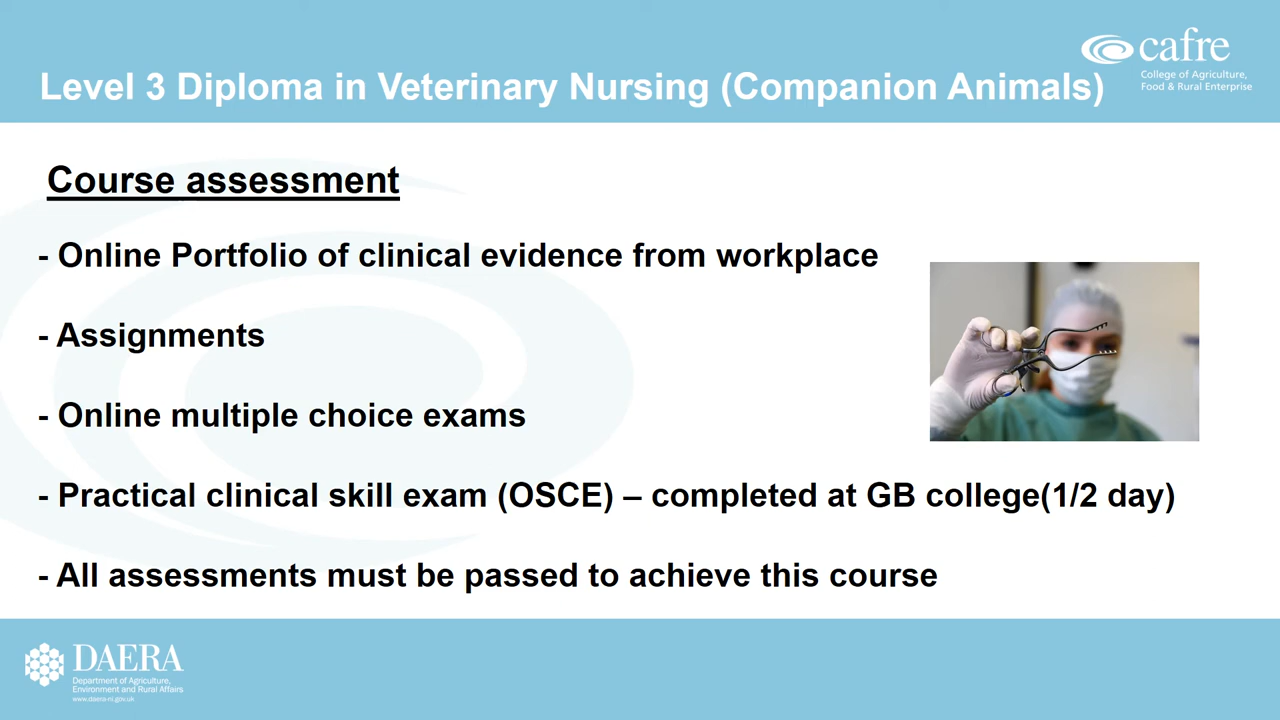 cafre
College of Agriculture,
Food & Rural Enterprise
Level 3 Diploma in Veterinary Nursing (Companion Animals)
Course assessment
- Online Portfolio of clinical evidence from workplace
- Assignments
- Online multiple choice exams
- Practical clinical skill exam (OSCE) – completed at GB college(1/2 day)
- All assessments must be passed to achieve this course
DAERA
Department of Agriculture,
Environment and Rural Affairs
www.daera-ni.gov.uk